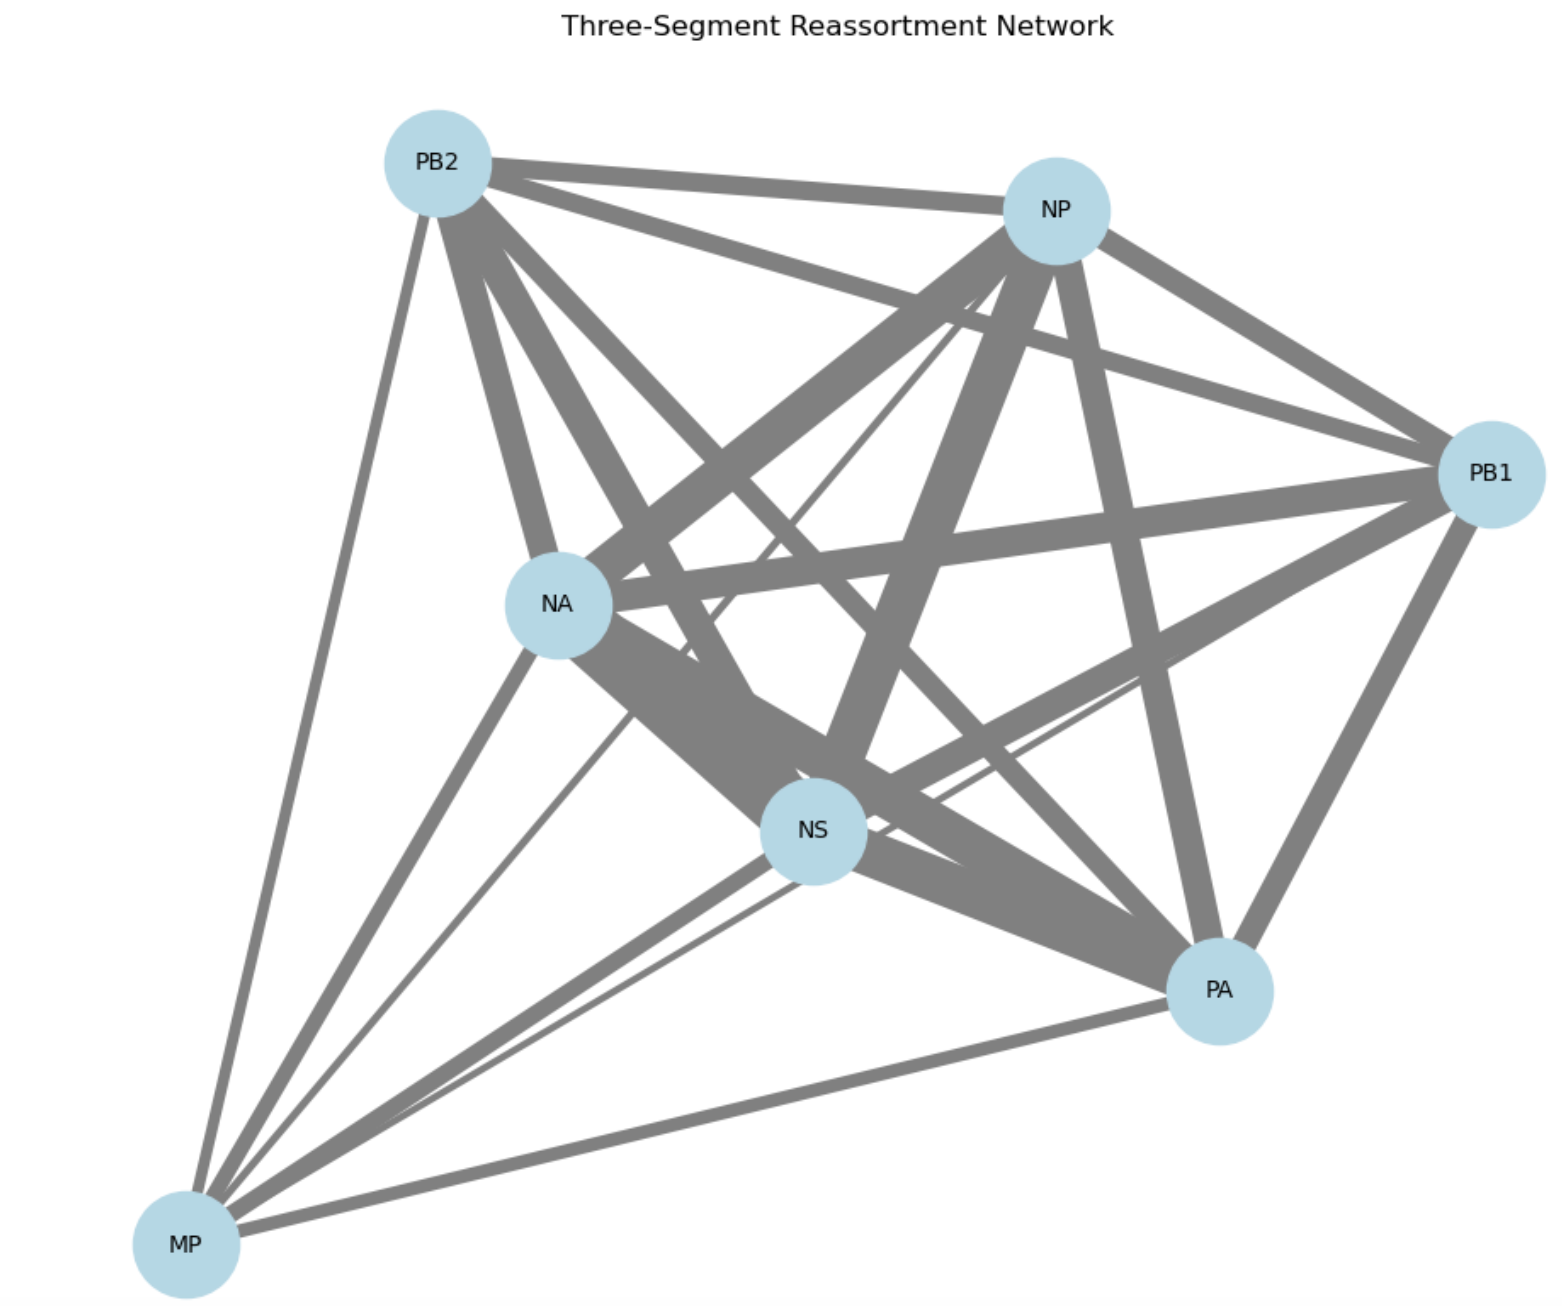 Three-Segment Reassortment Network
PB2
NP
PB1
NA
NS
PA
MP